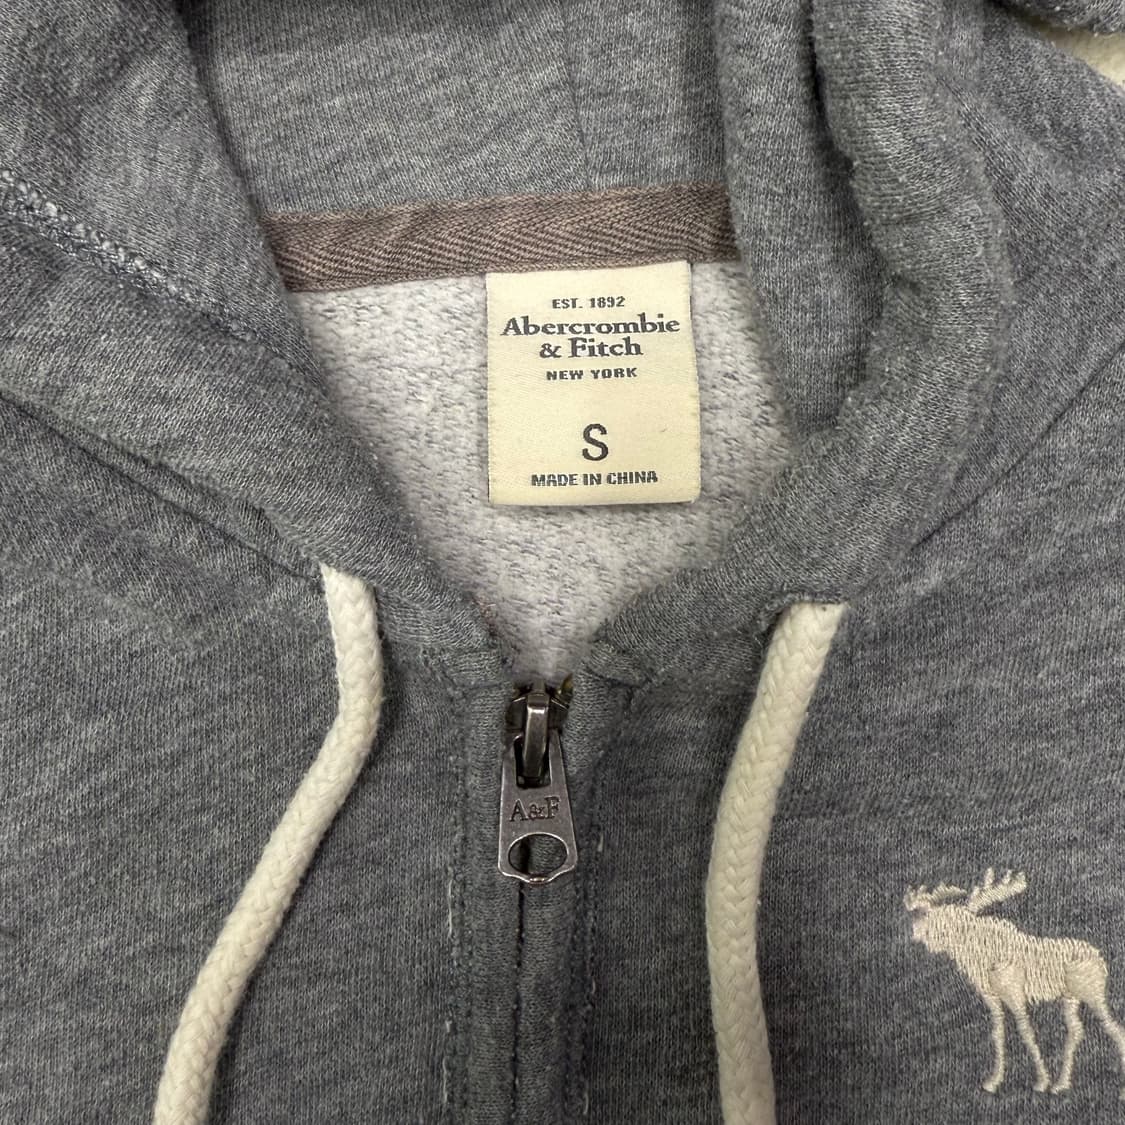 EST. 1892
Abercrombie
& Fitch
NEW YORK
S
MADE IN CHINA
A&F